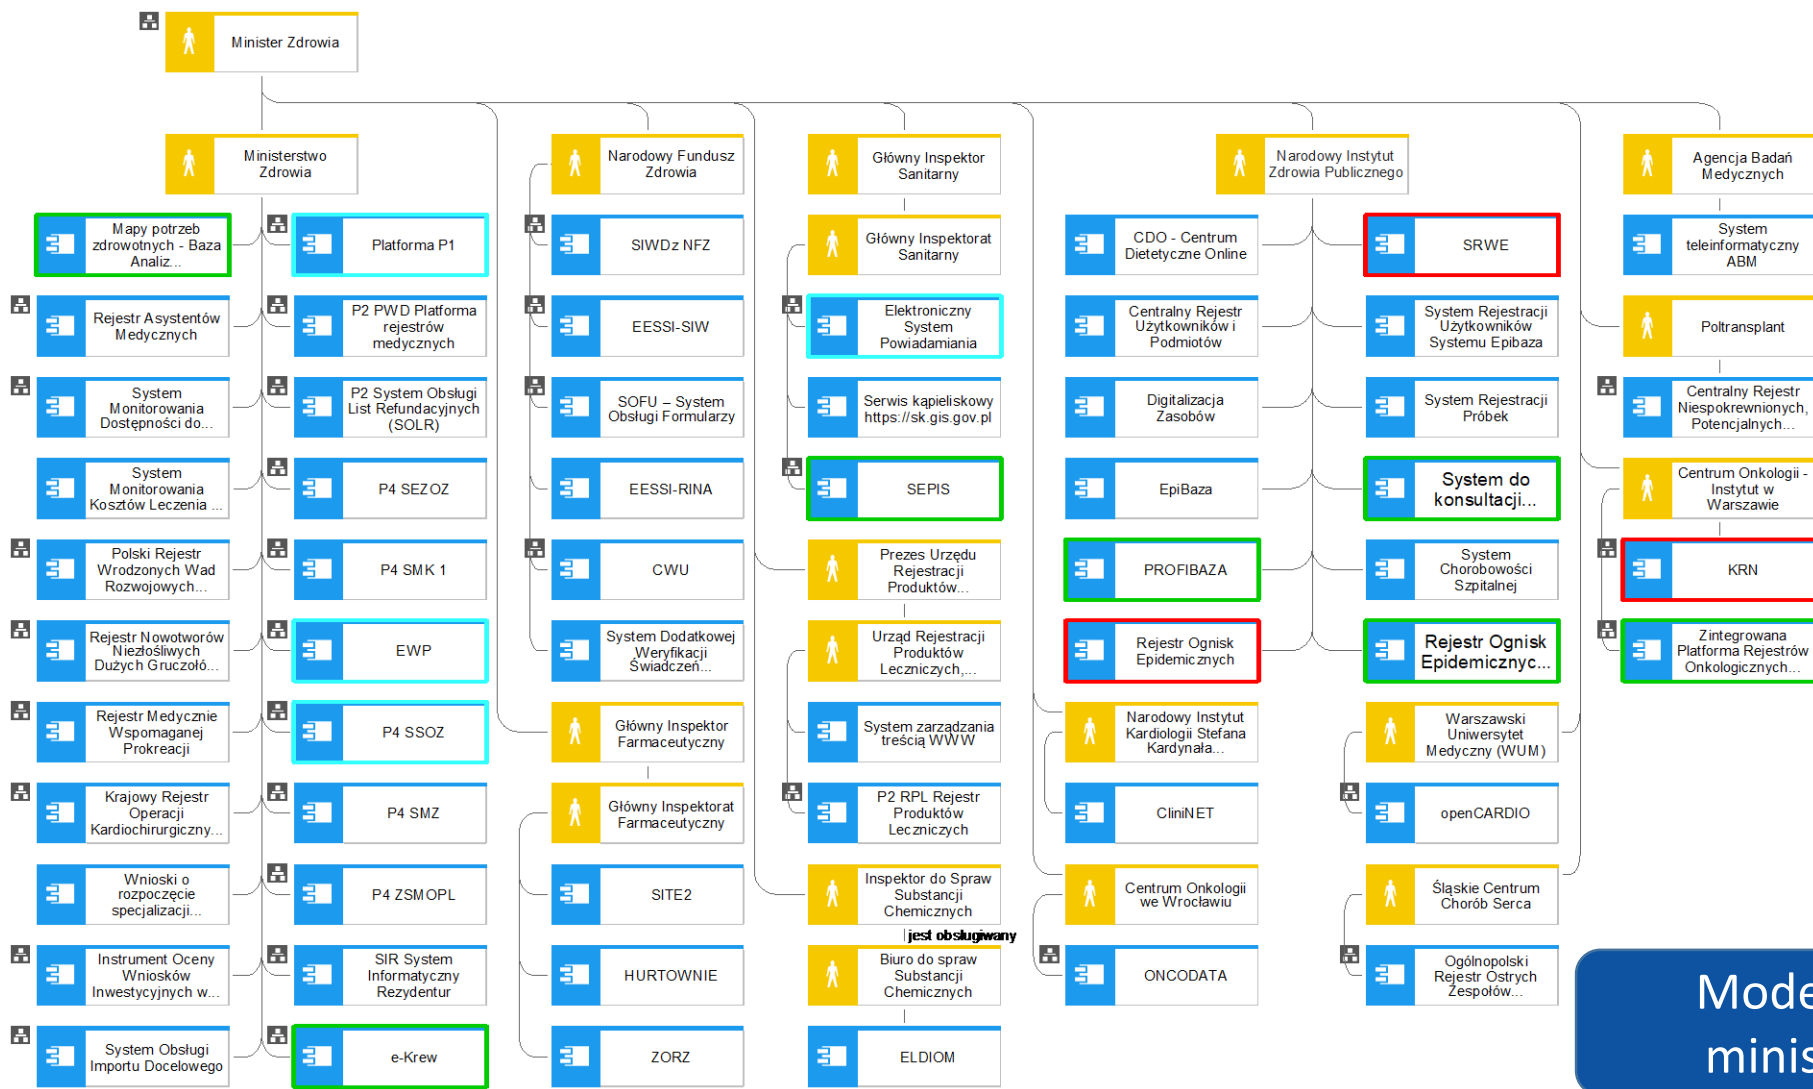 Minister Zdrowia
Ministerstwo
Zdrowia
Narodowy Fundusz
Zdrowia
Główny Inspektor
Sanitarny
Narodowy Instytut
Zdrowia Publicznego
Agencja Badań
Medycznych
Mapy potrzeb
zdrowotnych - Baza
Analiz...
Platforma P1
SIWDz NFZ
Główny Inspektorat
Sanitarny
CDO - Centrum
Dietetyczne Online
SRWE
System
teleinformatyczny
ABM
Rejestr Asystentów
Medycznych
P2 PWD Platforma
rejestrów
medycznych
EESSI-SIW
Elektroniczny
System
Powiadamiania
Centralny Rejestr
Użytkowników i
Podmiotów
System Rejestracji
Użytkowników
Systemu Epibaza
Poltransplant
System
Monitorowania
Dostępności do...
P2 System Obsługi
List Refundacyjnych
(SOLR)
SOFU – System
Obsługi Formularzy
Serwis kąpieliskowy
https://sk.gis.gov.pl
Digitalizacja
Zasobów
System Rejestracji
Próbek
Centralny Rejestr
Niespokrewnionych,
Potencjalnych...
System
Monitorowania
Kosztów Leczenia ...
P4 SEZOZ
EESSI-RINA
SEPIS
EpiBaza
System do
konsultacji...
Centrum Onkologii -
Instytut w
Warszawie
Polski Rejestr
Wrodzonych Wad
Rozwojowych...
P4 SMK 1
CWU
Prezes Urzędu
Rejestracji
Produktów...
PROFIBAZA
System
Chorobowości
Szpitalnej
KRN
Rejestr Nowotworów
Niezłośliwych
Dużych Gruczoło...
EWP
System Dodatkowej
Weryfikacji
Świadczeń...
Urząd Rejestracji
Produktów
Leczniczych,...
Rejestr Ognisk
Epidemicznych
Rejestr Ognisk
Epidemicznyc...
Zintegrowana
Platforma Rejestrów
Onkologicznych...
Rejestr Medycznie
Wspomaganej
Prokreacji
P4 SSOZ
Główny Inspektor
Farmaceutyczny
System zarządzania
treścią WWW
Narodowy Instytut
Kardiologii Stefana
Kardynała...
Warszawski
Uniwersytet
Medyczny (WUM)
Krajowy Rejestr
Operacji
Kardiochirurgiczny...
P4 SMZ
Główny Inspektorat
Farmaceutyczny
P2 RPL Rejestr
Produktów
Leczniczych
CliniNET
openCARDIO
Wnioski o
rozpoczęcie
specjalizacji...
P4 ZSMOPL
SITE2
Inspektor do Spraw
Substancji
Chemicznych
Centrum Onkologii
we Wrocławiu
Śląskie Centrum
Chorób Serca
jest obsługiwany
Instrument Oceny
Wniosków
Inwestycyjnych w...
SIR System
Informatyczny
Rezydentur
HURTOWNIE
Biuro do spraw
Substancji
Chemicznych
ONCODATA
Ogólnopolski
Rejestr Ostrych
Zespołów...
System Obsługi
Importu Docelowego
e-Krew
ZORZ
ELDIOM